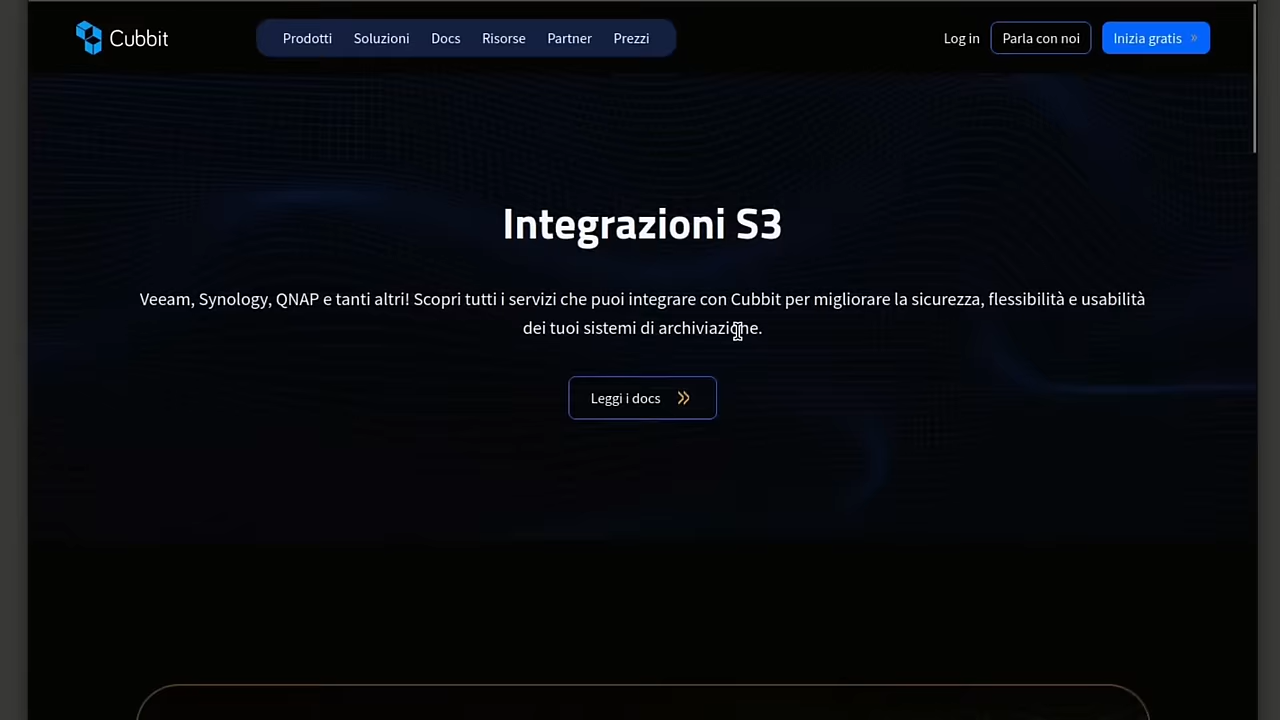 Cubbit
Prodotti Soluzioni Docs Risorse Partner Prezzi
Log in
Parla con noi
Inizia gratis »
Integrazioni S3
Veeam, Synology, QNAP e tanti altri! Scopri tutti i servizi che puoi integrare con Cubbit per migliorare la sicurezza, flessibilità e usabilità
dei tuoi sistemi di archiviazione.
Leggi i docs »